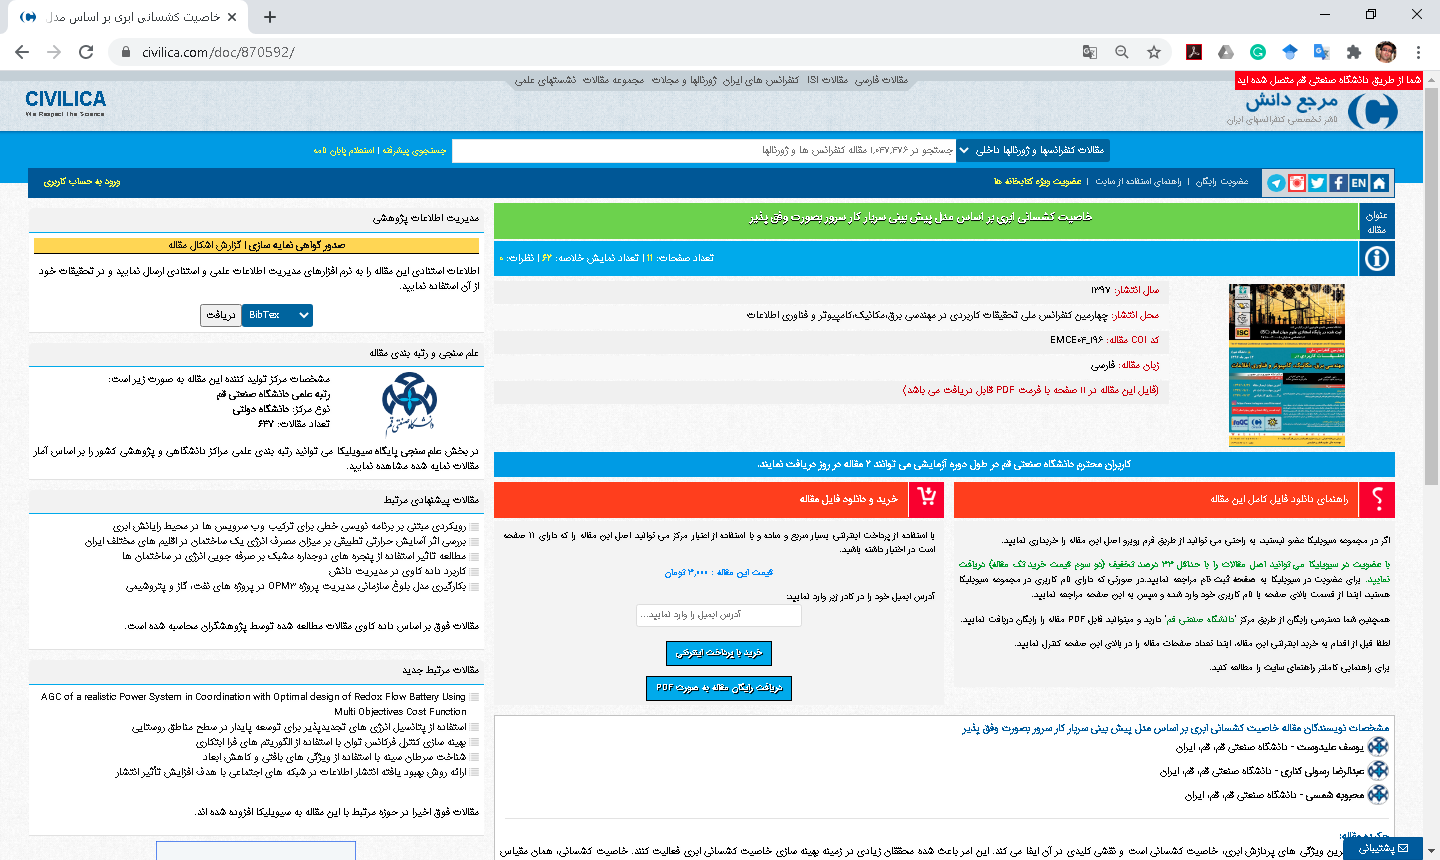 خاصیت کشسانی ابری بر اساس مدل
civilica.com/doc/870592/
شما از طریق دانشگاه صنعتی قم متصل شده اید
مقالات فارسی مقالات ISI کنفرانس های ایران ژورنالها و مجلات مجموعه مقالات نشستهای علمی
CIVILICA
We Respect the Science
مرجع دانش
ناشر تخصصی کنفرانسهای ایران
مقالات کنفرانسها و ژورنالها داخلی
جستجو در ۱,۰۴۷,۴۷۶ مقاله کنفرانس ها و ژورنالها
جستجوی پیشرفته | استعلام پایان نامه
EN
عضویت رایگان | راهنمای استفاده از سایت | عضویت ویژه کتابخانه ها
ورود به حساب کاربری
عنوان مقاله
خاصیت کشسانی ابری بر اساس مدل پیش بینی سربار کار سرور بصورت وفق پذیر
تعداد صفحات: ۱۱ | تعداد نمایش خلاصه: ۶۲ | نظرات: ۰
سال انتشار: ۱۳۹۷
محل انتشار: چهارمین کنفرانس ملی تحقیقات کاربردی در مهندسی برق،مکانیک،کامپیوتر و فناوری اطلاعات
کد COI مقاله: EMCE04_196
زبان مقاله: فارسی
(فایل این مقاله در ۱۱ صفحه با فرمت PDF قابل دریافت می باشد)
کاربران محترم دانشگاه صنعتی قم در طول دوره آزمایشی می توانند ۲ مقاله در روز دریافت نمایند.
راهنمای دانلود فایل کامل این مقاله
اگر در مجموعه سیویلیکا عضو نیستید، به راحتی می توانید از طریق فرم روبرو اصل این مقاله را خریداری نمایید.
با عضویت در سیویلیکا می توانید اصل مقالات را با حداقل ۳۳ درصد تخفیف (دو سوم قیمت خرید تک مقاله) دریافت
نمایید. برای عضویت در سیویلیکا به صفحه ثبت نام مراجعه نمایید.در صورتی که دارای نام کاربری در مجموعه سیویلیکا
هستید، ابتدا از قسمت بالای صفحه با نام کاربری خود وارد شده و سپس به این صفحه مراجعه نمایید.
همچنین شما دسترسی رایگان از طریق مرکز "دانشگاه صنعتی قم" دارید و میتوانید فایل PDF مقاله را رایگان دریافت نمایید.
لطفا قبل از اقدام به خرید اینترنتی این مقاله، ابتدا تعداد صفحات مقاله را در بالای این صفحه کنترل نمایید.
برای راهنمایی کاملتر راهنمای سایت را مطالعه کنید.
خرید و دانلود فایل مقاله
با استفاده از پرداخت اینترنتی بسیار سریع و ساده و با استفاده از اعتبار مرکز می توانید اصل این مقاله را که دارای ۱۱ صفحه
است در اختیار داشته باشید.
قیمت این مقاله : ۳,۰۰۰ تومان
آدرس ایمیل خود را در کادر زیر وارد نمایید:
آدرس ایمیل را وارد نمایید...
خرید با پرداخت اینترنتی
دریافت رایگان مقاله به صورت PDF
مشخصات نویسندگان مقاله خاصیت کشسانی ابری بر اساس مدل پیش بینی سربار کار سرور بصورت وفق پذیر
یوسف علیدوست - دانشگاه صنعتی قم، قم، ایران
عبدالرضا رسولی کناری - دانشگاه صنعتی قم، قم، ایران
محبوبه شمسی - دانشگاه صنعتی قم، قم، ایران
چکیده مقاله:
رین ویژگی های پردازش ابری، خاصیت کشسانی است و نقشی کلیدی در آن ایفا می کند. این امر باعث شده محققان زیادی در زمینه بهینه سازی خاصیت کشسانی ابری فعالیت کنند. خاصیت کشسانی، همان مقیاس
پشتیبانی
مدیریت اطلاعات پژوهشی
صدور گواهی نمایه سازی | گزارش اشکال مقاله
اطلاعات استنادی این مقاله را به نرم افزارهای مدیریت اطلاعات علمی و استنادی ارسال نمایید و در تحقیقات خود
از آن استفاده نمایید.
BibTex
دریافت
علم سنجی و رتبه بندی مقاله
مشخصات مرکز تولید کننده این مقاله به صورت زیر است:
رتبه علمی دانشگاه صنعتی قم
نوع مرکز: دانشگاه دولتی
تعداد مقالات: ۶۳۷
دانشگاه صنعتی قم
در بخش علم سنجی پایگاه سیویلیکا می توانید رتبه بندی علمی مراکز دانشگاهی و پژوهشی کشور را بر اساس آمار
مقالات نمایه شده مشاهده نمایید.
مقالات پیشنهادی مرتبط
رویکردی مبتنی بر برنامه نویسی خطی برای ترکیب وب سرویس ها در محیط رایانش ابری
بررسی اثر آسایش حرارتی تطبیقی بر میزان مصرف انرژی یک ساختمان در اقلیم های مختلف ایران
مطالعه تاثیر استفاده از پنجره های دوجداره مشبک بر صرفه جویی انرژی در ساختمان ها
کاربرد داده کاوی در مدیریت دانش
بکارگیری مدل بلوغ سازمانی مدیریت پروژه OPM3 در پروژه های نفت، گاز و پتروشیمی
مقالات فوق بر اساس داده کاوی مقالات مطالعه شده توسط پژوهشگران محاسبه شده است.
مقالات مرتبط جدید
AGC of a realistic Power System in Coordination with Optimal design of Redox Flow Battery Using
Multi Objectives Cost Function
استفاده از پتانسیل انرژی های تجدیدپذیر برای توسعه پایدار در سطح مناطق روستایی
بهینه سازی کنترل فرکانس توان با استفاده از الگوریتم های فرا ابتکاری
شناخت سرطان سینه با استفاده از ویژگی های بافتی و کاهش ابعاد
ارائه روش بهبود یافته انتشار اطلاعات در شبکه های اجتماعی با هدف افزایش تأثیر انتشار
مقالات فوق اخیرا در حوزه مرتبط با این مقاله به سیویلیکا افزوده شده اند.